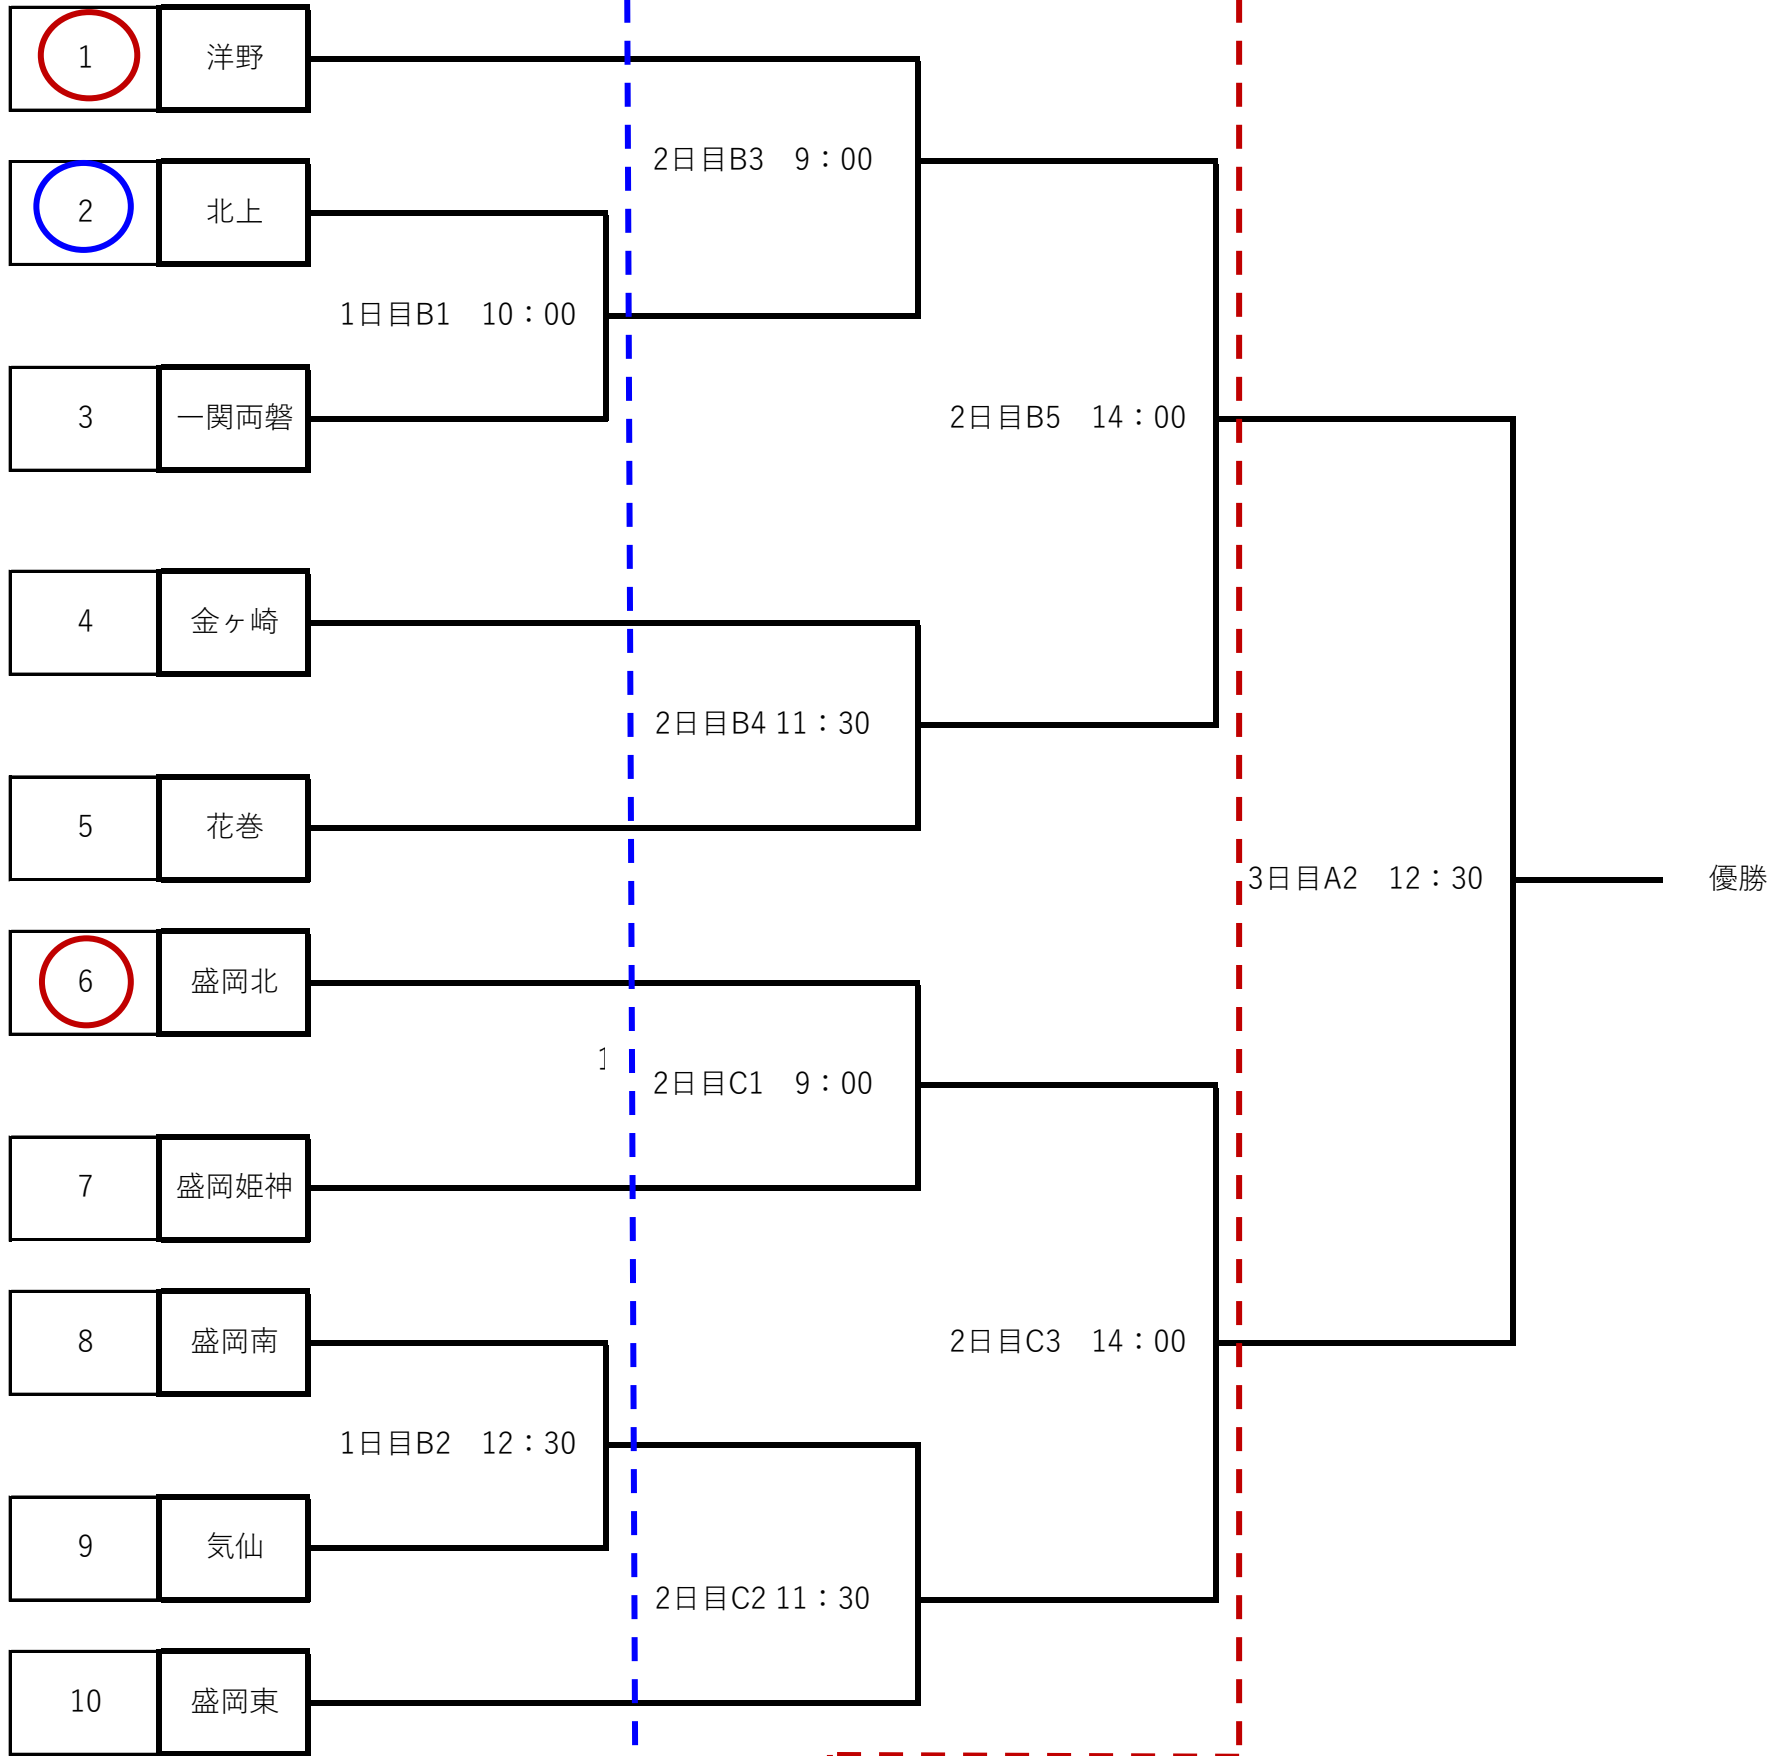 1 洋野
2日目B3　9：00
2 北上
1日目B1　10：00
3 一関両磐
2日目B5　14：00
4 金ヶ崎
2日目B4 11：30
5 花巻
3日目A2　12：30 優勝
6 盛岡北
1
2日目C1　9：00
7 盛岡姫神
8 盛岡南
2日目C3　14：00
1日目B2　12：30
9 気仙
2日目C2 11：30
10 盛岡東